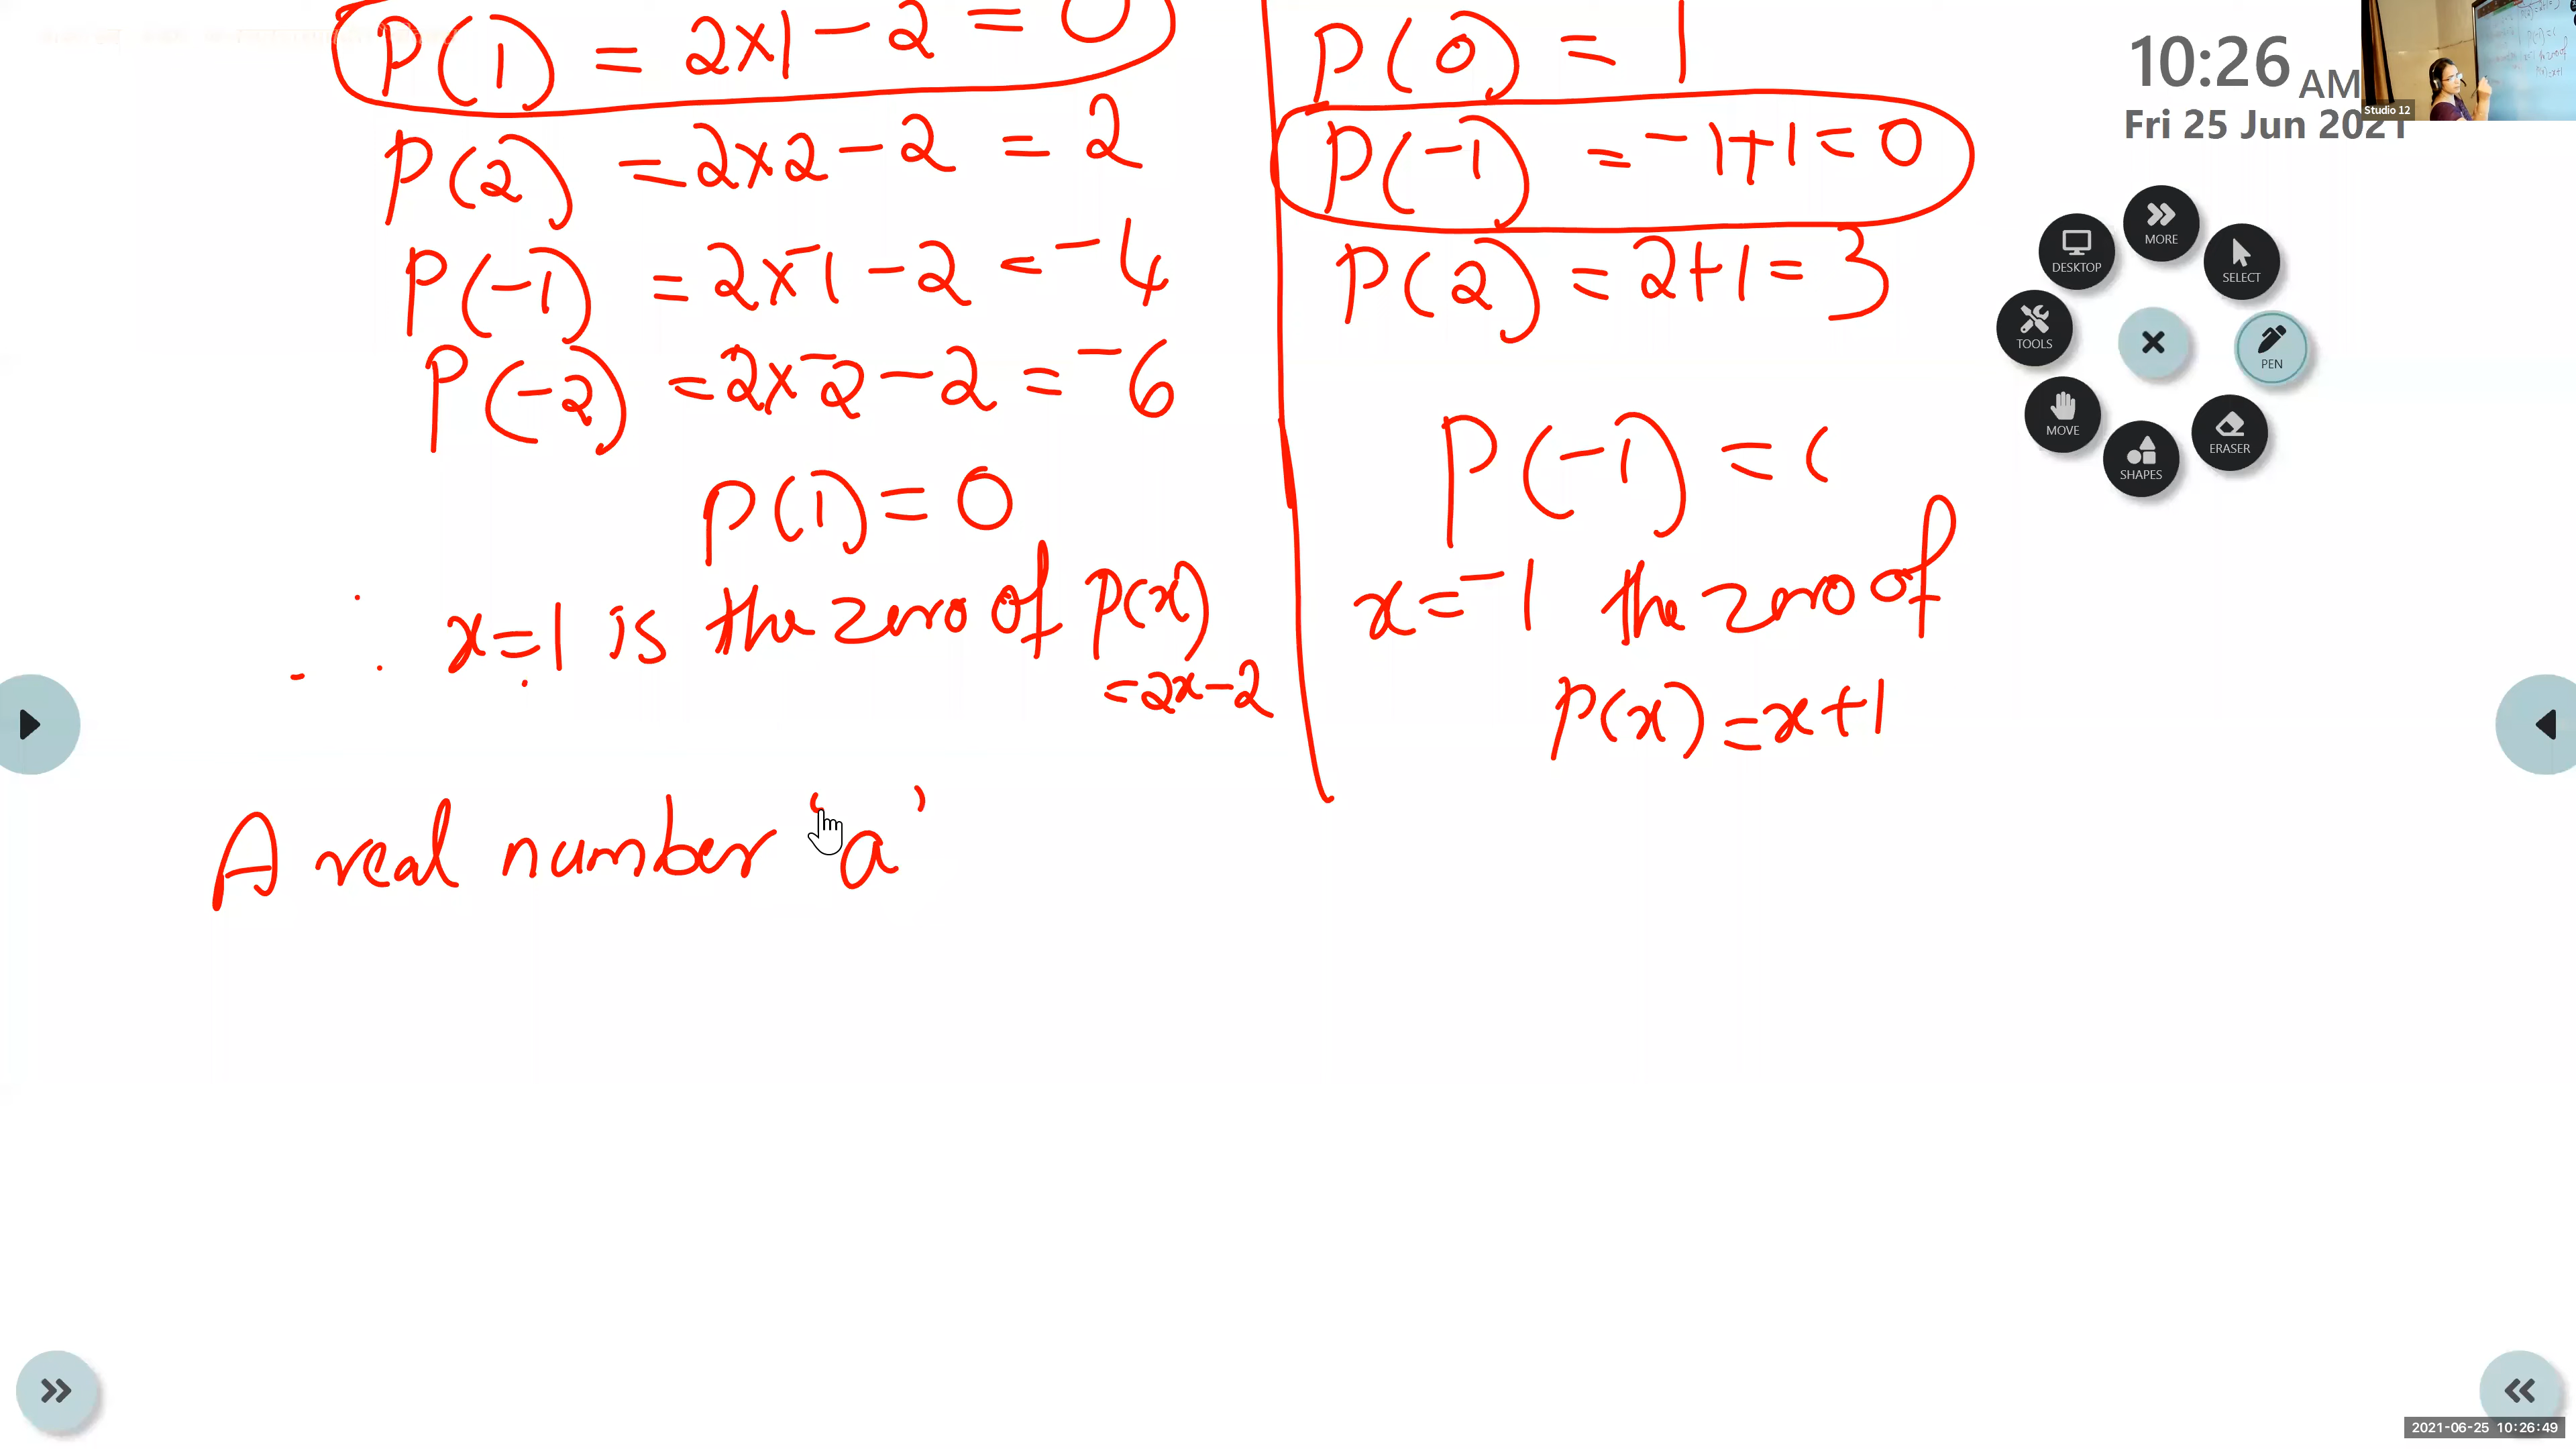 P(1) = 2x1-2 = 0
P(2) = 2x2-2 = 2
P(-1) = 2x-1-2 = -4
P(-2) = 2x-2-2 = -6
P(1) = 0
∴ x=1 is the zero of P(x)
= 2x-2
P(0) = 1
P(-1) = -1+1=0
P(2) = 2+1=3
P(-1) = (
x=-1 the zero of
P(x) = x+1
A real number 'a'
10:26 AM
Fri 25 Jun 2021
Studio 12
MORE
DESKTOP
SELECT
TOOLS
PEN
MOVE
ERASER
SHAPES
2021-06-25 10:26:49